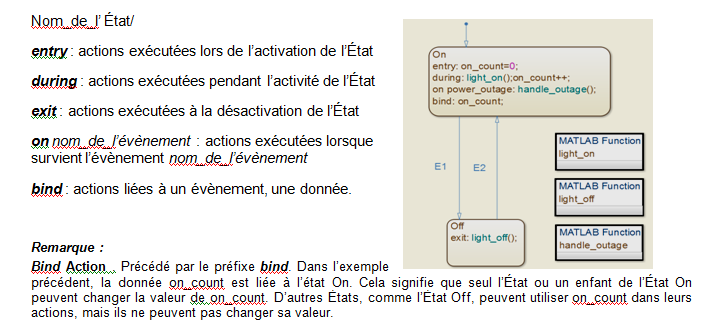 Nom_de_l' État/
entry : actions exécutées lors de l'activation de l'État
during : actions exécutées pendant l'activité de l'État
exit : actions exécutées à la désactivation de l'État
on nom_de_l'évènement : actions exécutées lorsque
survient l'évènement nom_de_l'évènement
bind : actions liées à un évènement, une donnée.
On
entry: on_count=0;
during: light_on();on_count++;
on power_outage: handle_outage();
bind: on_count;
E1
E2
Off
exit: light_off();
MATLAB Function
light_on
MATLAB Function
light_off
MATLAB Function
handle_outage
Remarque :
Bind Action . Précédé par le préfixe bind. Dans l'exemple
précédent, la donnée on_count est liée à l'état On. Cela signifie que seul l'État ou un enfant de l'État On
peuvent changer la valeur de on_count. D'autres États, comme l'État Off, peuvent utiliser on_count dans leurs
actions, mais ils ne peuvent pas changer sa valeur.